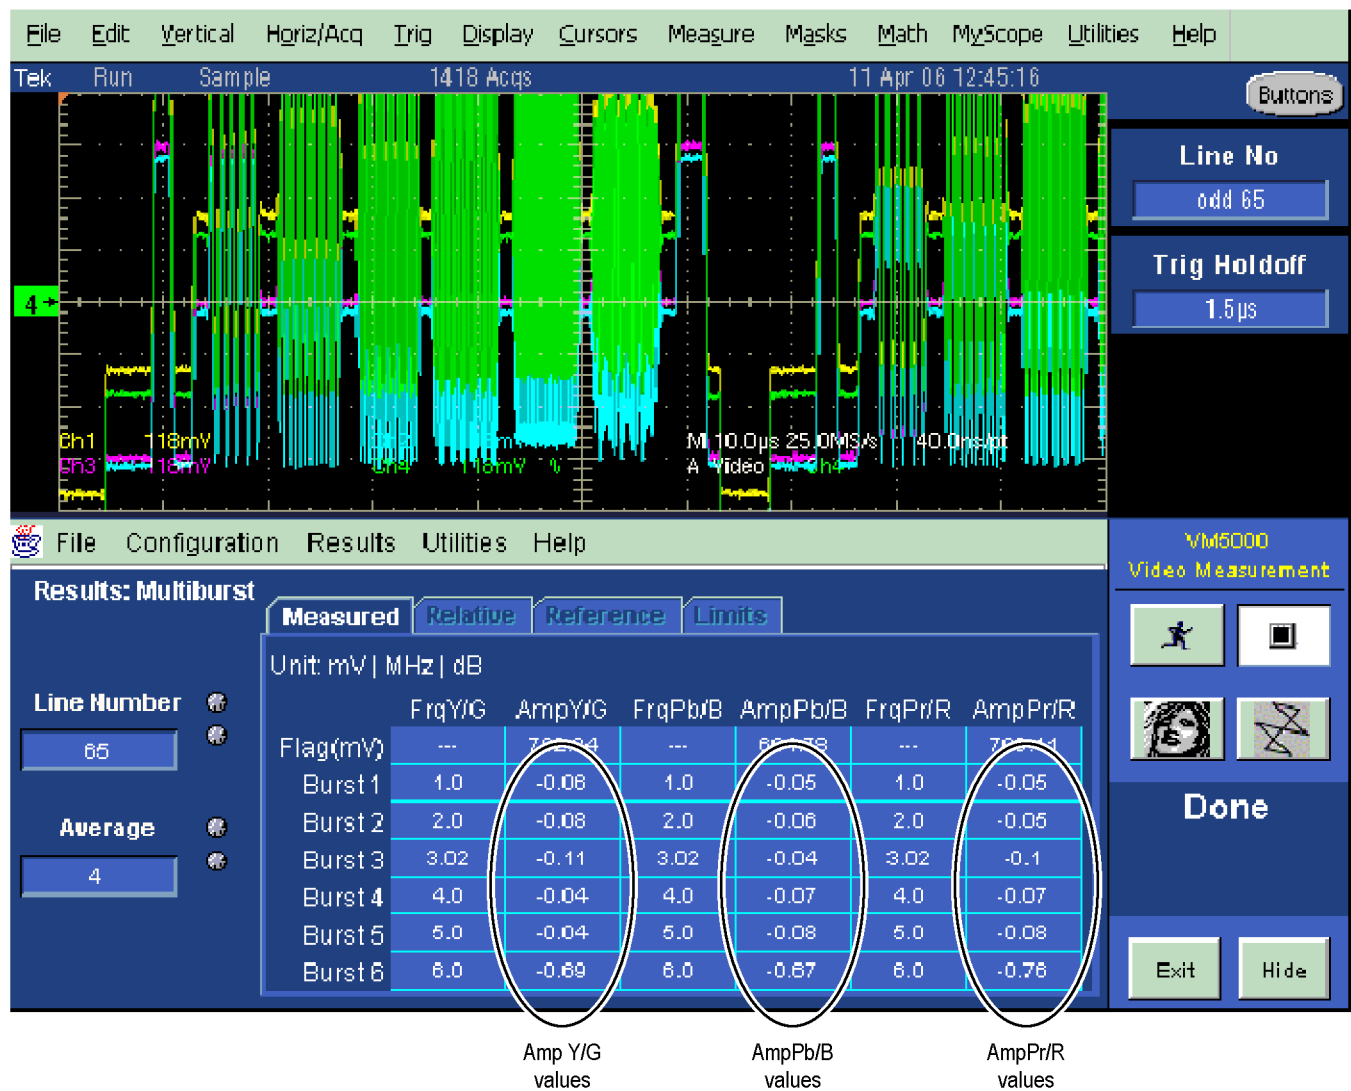 File Edit Vertical Horiz/Acq Trig Display Cursors Measure Masks Math MyScope Utilities Help
Tek Run Sample 1418 Acqs 11 Apr 06 12:45:16
Buttons
Line No
odd 65
Trig Holdoff
1.5µs
4
Ch1 118mV M 10.0µs 25.0MS/s 40.0ns/pt
Ch3 118mV Ch4 118mV A Video Ch4
File Configuration Results Utilities Help
VM5000
Video Measurement
Results: Multiburst
Measured Relative Reference Limits
Unit: mV | MHz | dB
Line Number
65
Average
4
FrqY/G AmpY/G FrqPb/B AmpPb/B FrqPr/R AmpPr/R
Flag(mV) --- --- ---
Burst 1 1.0 -0.06 1.0 -0.05 1.0 -0.05
Burst 2 2.0 -0.08 2.0 -0.06 2.0 -0.05
Burst 3 3.02 -0.11 3.02 -0.04 3.02 -0.1
Burst 4 4.0 -0.04 4.0 -0.07 4.0 -0.07
Burst 5 5.0 -0.04 5.0 -0.08 5.0 -0.08
Burst 6 6.0 -0.69 6.0 -0.67 6.0 -0.76
Done
Exit Hide
Amp Y/G
values
AmpPb/B
values
AmpPr/R
values